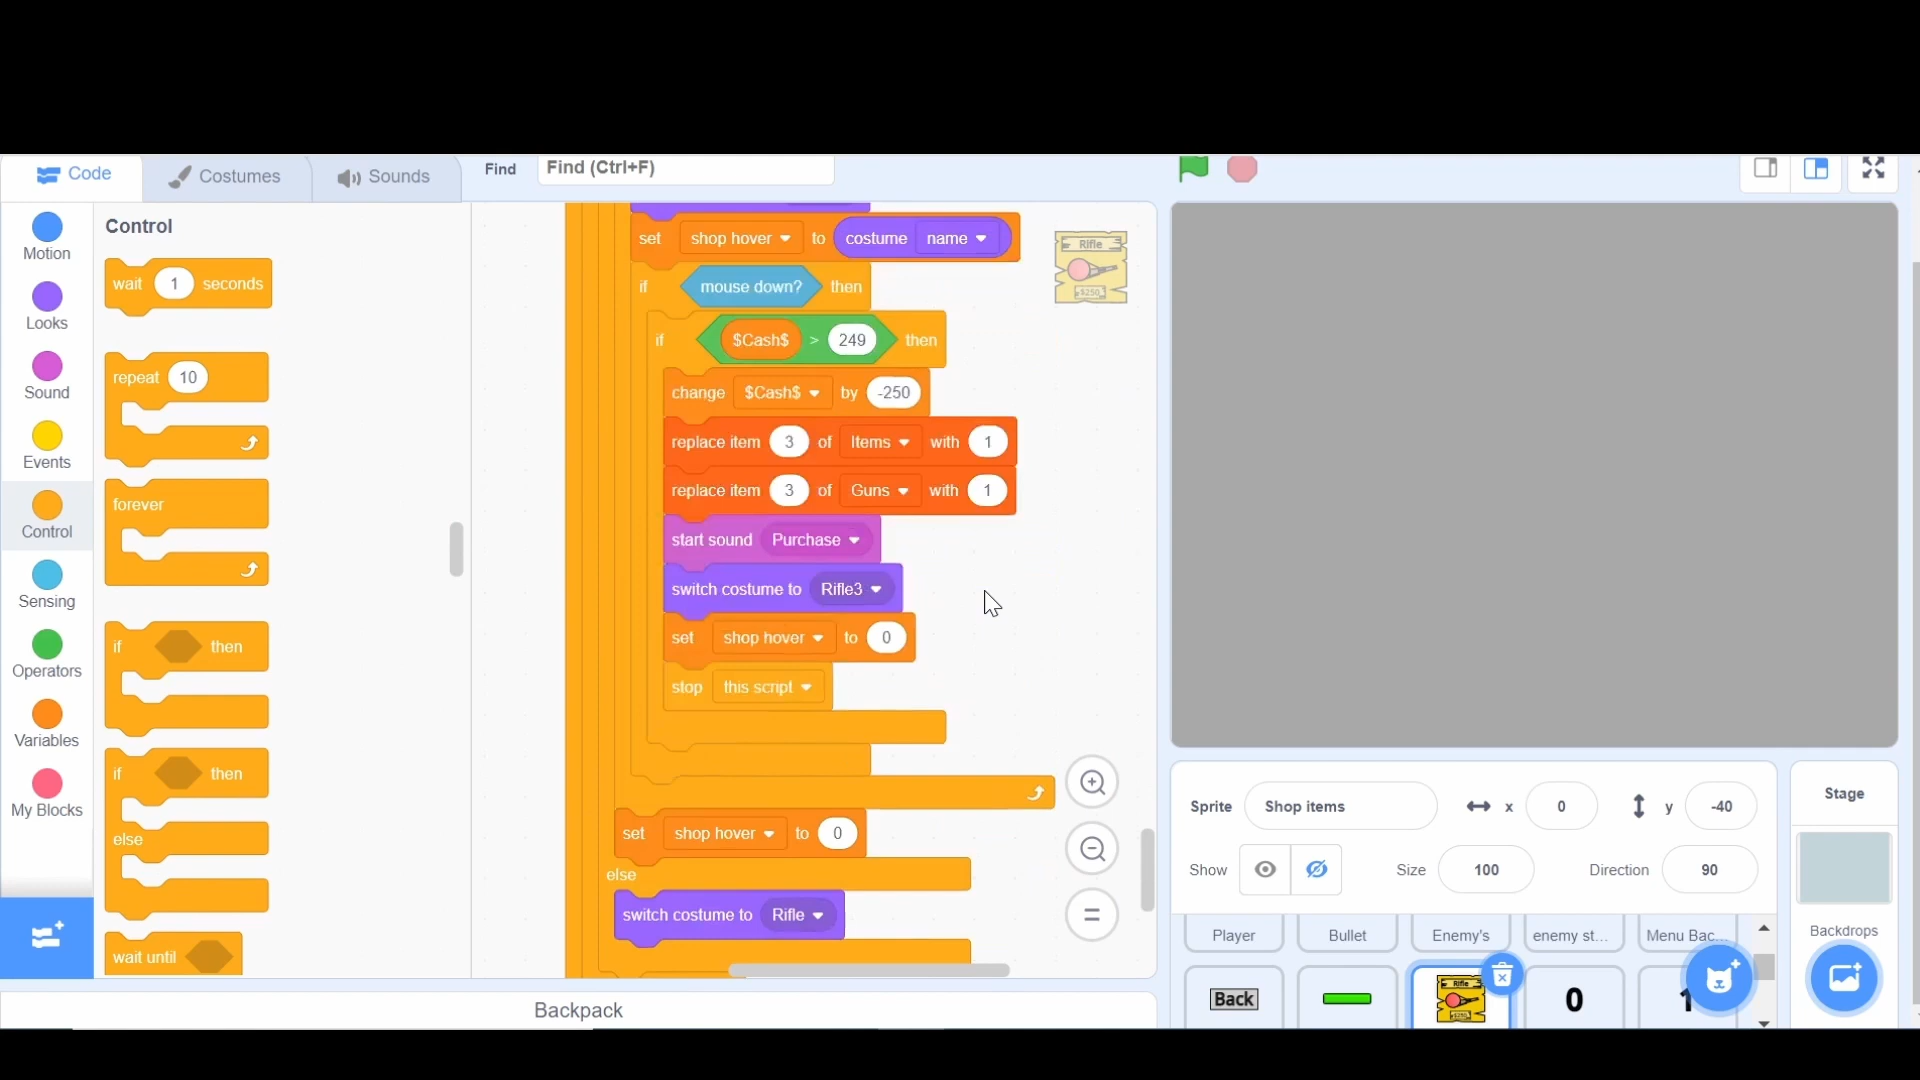 Code
Costumes
Sounds
Find
Find (Ctrl+F)
Motion
Looks
Sound
Events
Control
Sensing
Operators
Variables
My Blocks
Control
wait 1 seconds
repeat 10
forever
if then
if then
else
wait until
set shop hover to costume name
if mouse down? then
if $Cash$ > 249 then
change $Cash$ by -250
replace item 3 of Items with 1
replace item 3 of Guns with 1
start sound Purchase
switch costume to Rifle3
set shop hover to 0
stop this script
set shop hover to 0
else
switch costume to Rifle
Rifle
$250
Backpack
Sprite Shop items x 0 y -40
Show Size 100 Direction 90
Player Bullet Enemy's enemy st... Menu Bac...
Back Rifle $250 0 1
Stage
Backdrops